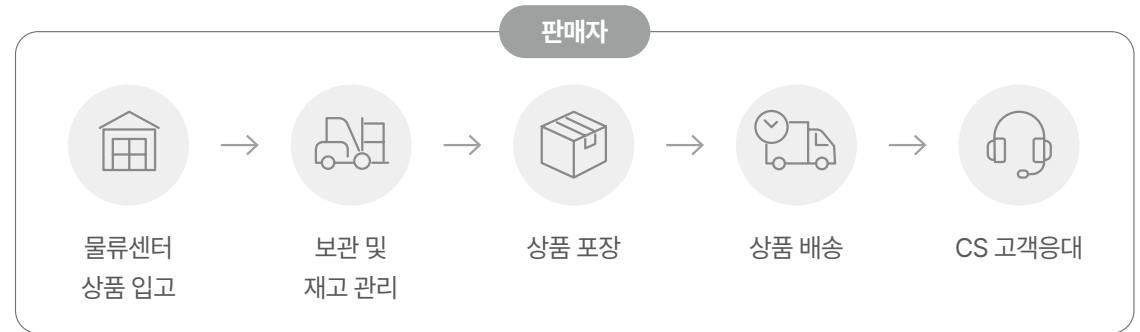 판매자
물류센터
상품 입고
보관 및
재고 관리
상품 포장
상품 배송
CS 고객응대